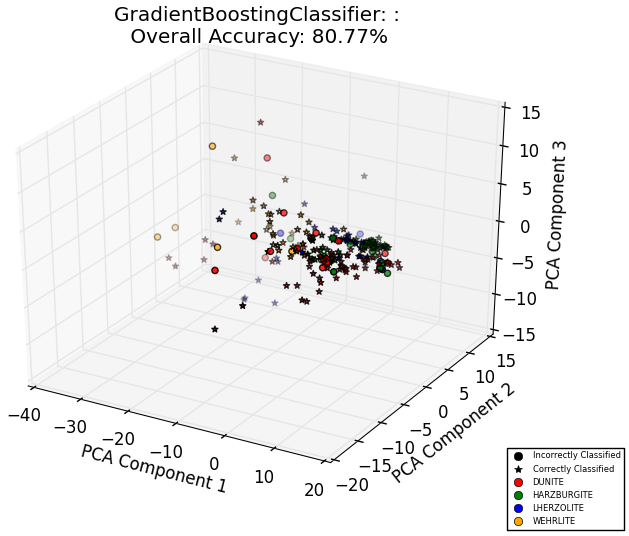 GradientBoostingClassifier: :
Overall Accuracy: 80.77%
15
10
5
0
−5
−10
−15
PCA Component 3
−40
−30
−20
−10
0
10
20
PCA Component 1
−20
−15
−10
−5
0
5
10
15
PCA Component 2
Incorrectly Classified
Correctly Classified
DUNITE
HARZBURGITE
LHERZOLITE
WEHRLITE